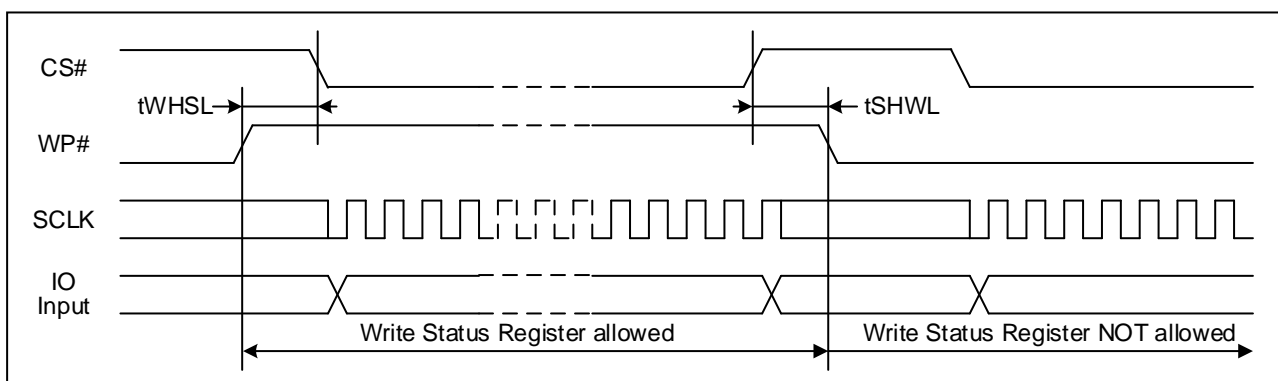 CS#
tWHSL
tSHWL
WP#
SCLK
IO
Input
Write Status Register allowed
Write Status Register NOT allowed